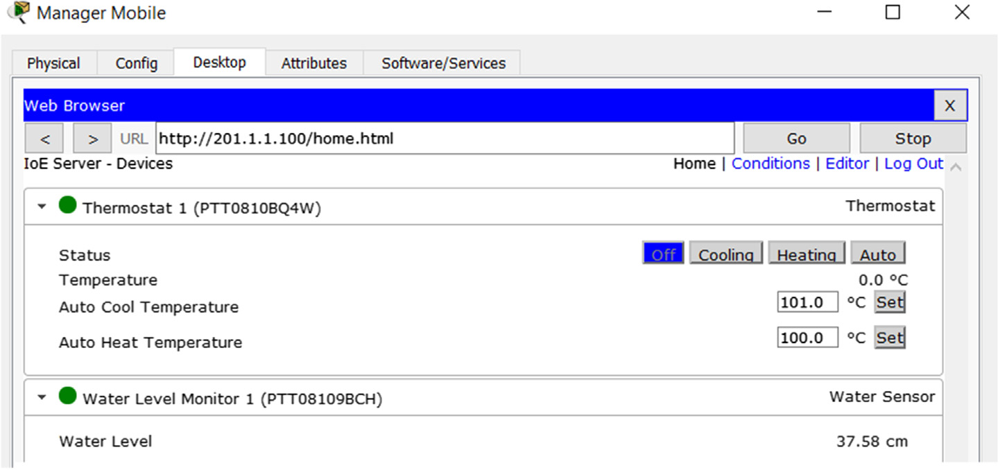 Manager Mobile
Physical Config Desktop Attributes Software/Services
Web Browser X
< > URL http://201.1.1.100/home.html Go Stop
IoE Server - Devices Home | Conditions | Editor | Log Out
Thermostat 1 (PTT0810BQ4W) Thermostat
Status Off Cooling Heating Auto
Temperature 0.0 °C
Auto Cool Temperature 101.0 °C Set
Auto Heat Temperature 100.0 °C Set
Water Level Monitor 1 (PTT08109BCH) Water Sensor
Water Level 37.58 cm